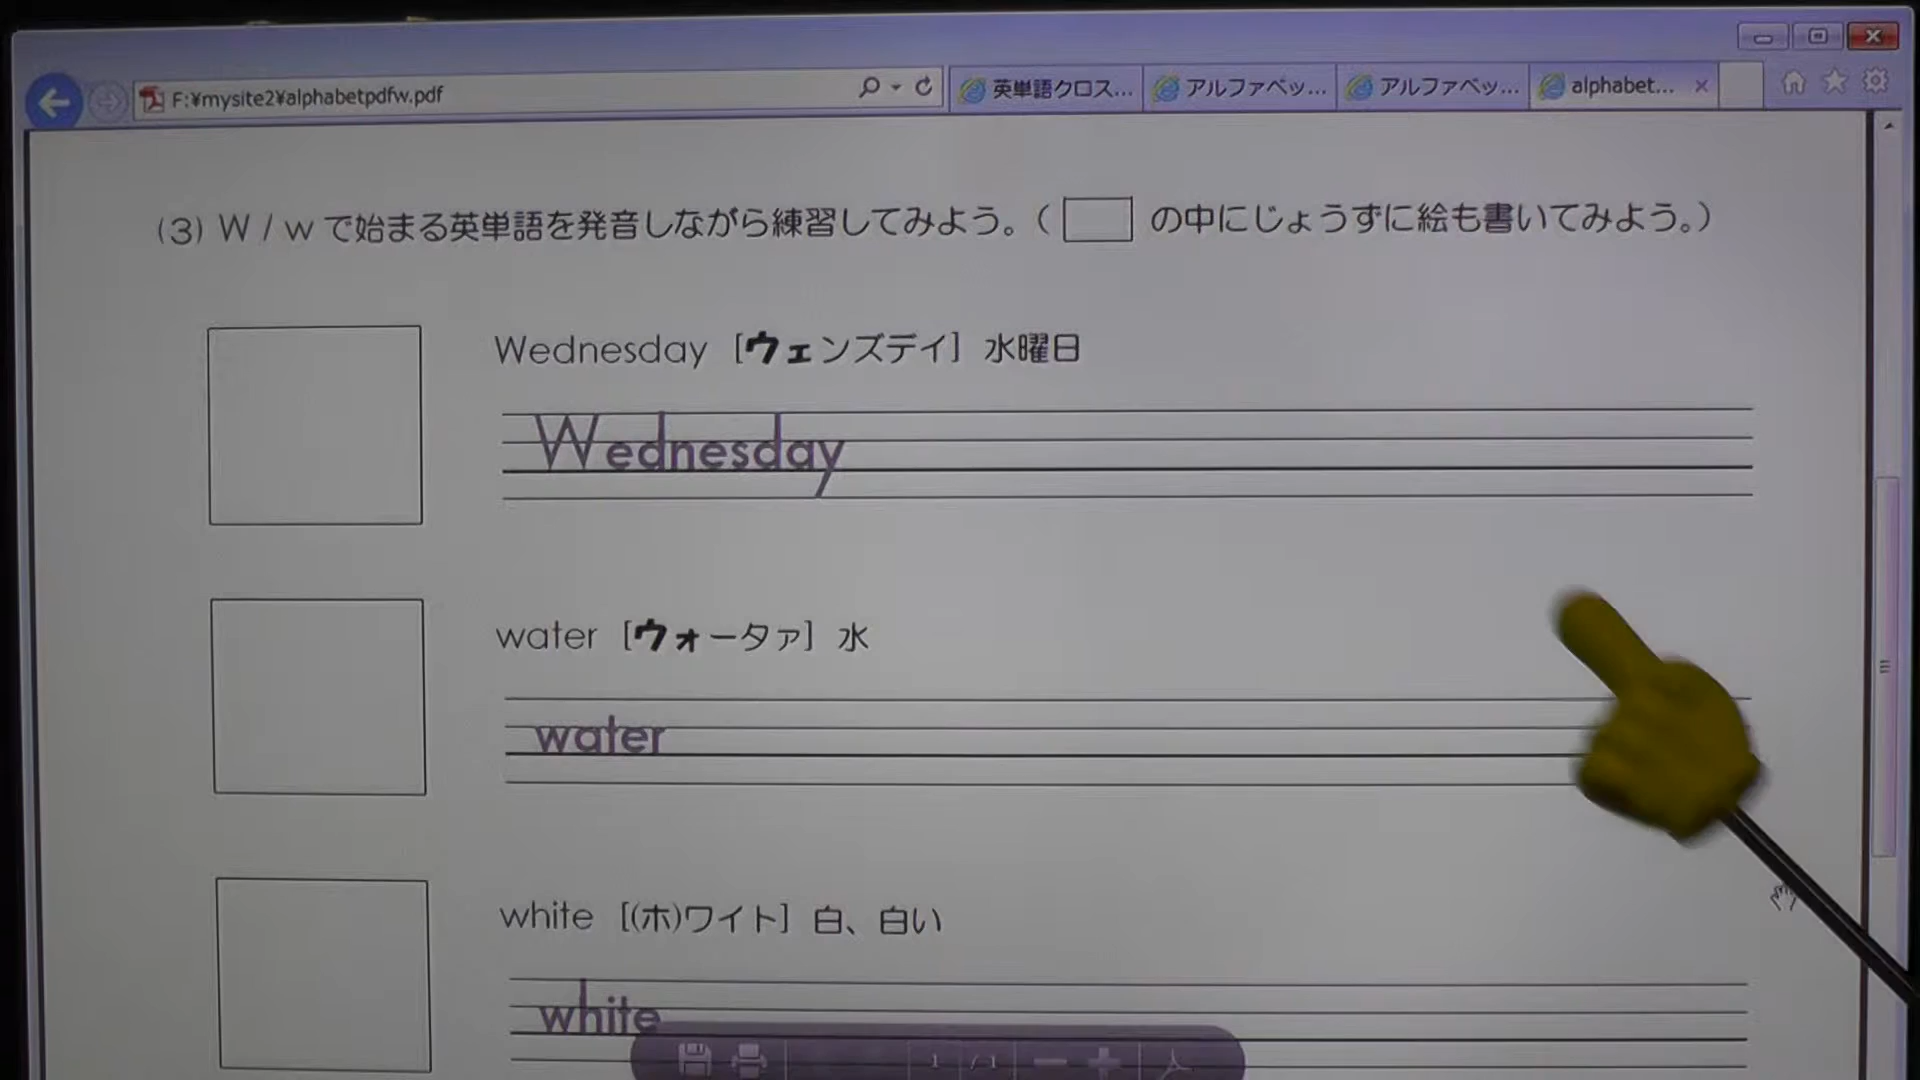 F:¥mysite2¥alphabetpdfw.pdf
英単語クロス...
アルファベッ...
アルファベッ...
alphabet...
(3) W / w で始まる英単語を発音しながら練習してみよう。( の中にじょうずに絵も書いてみよう。)
Wednesday [ウェンズデイ] 水曜日
Wednesday
water [ウォータァ] 水
water
white [(ホ)ワイト] 白、白い
white
1 / 1